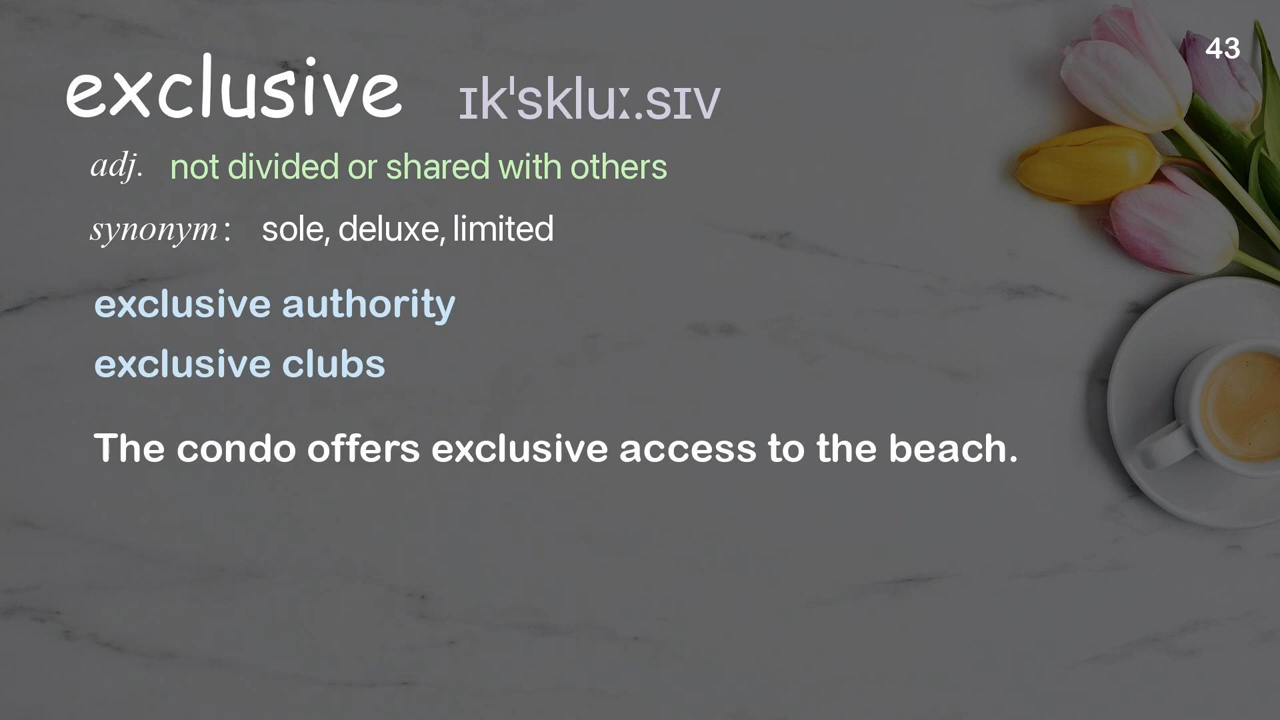 43
exclusive ɪkˈskluː.sɪv
adj. not divided or shared with others
synonym : sole, deluxe, limited
exclusive authority
exclusive clubs
The condo offers exclusive access to the beach.